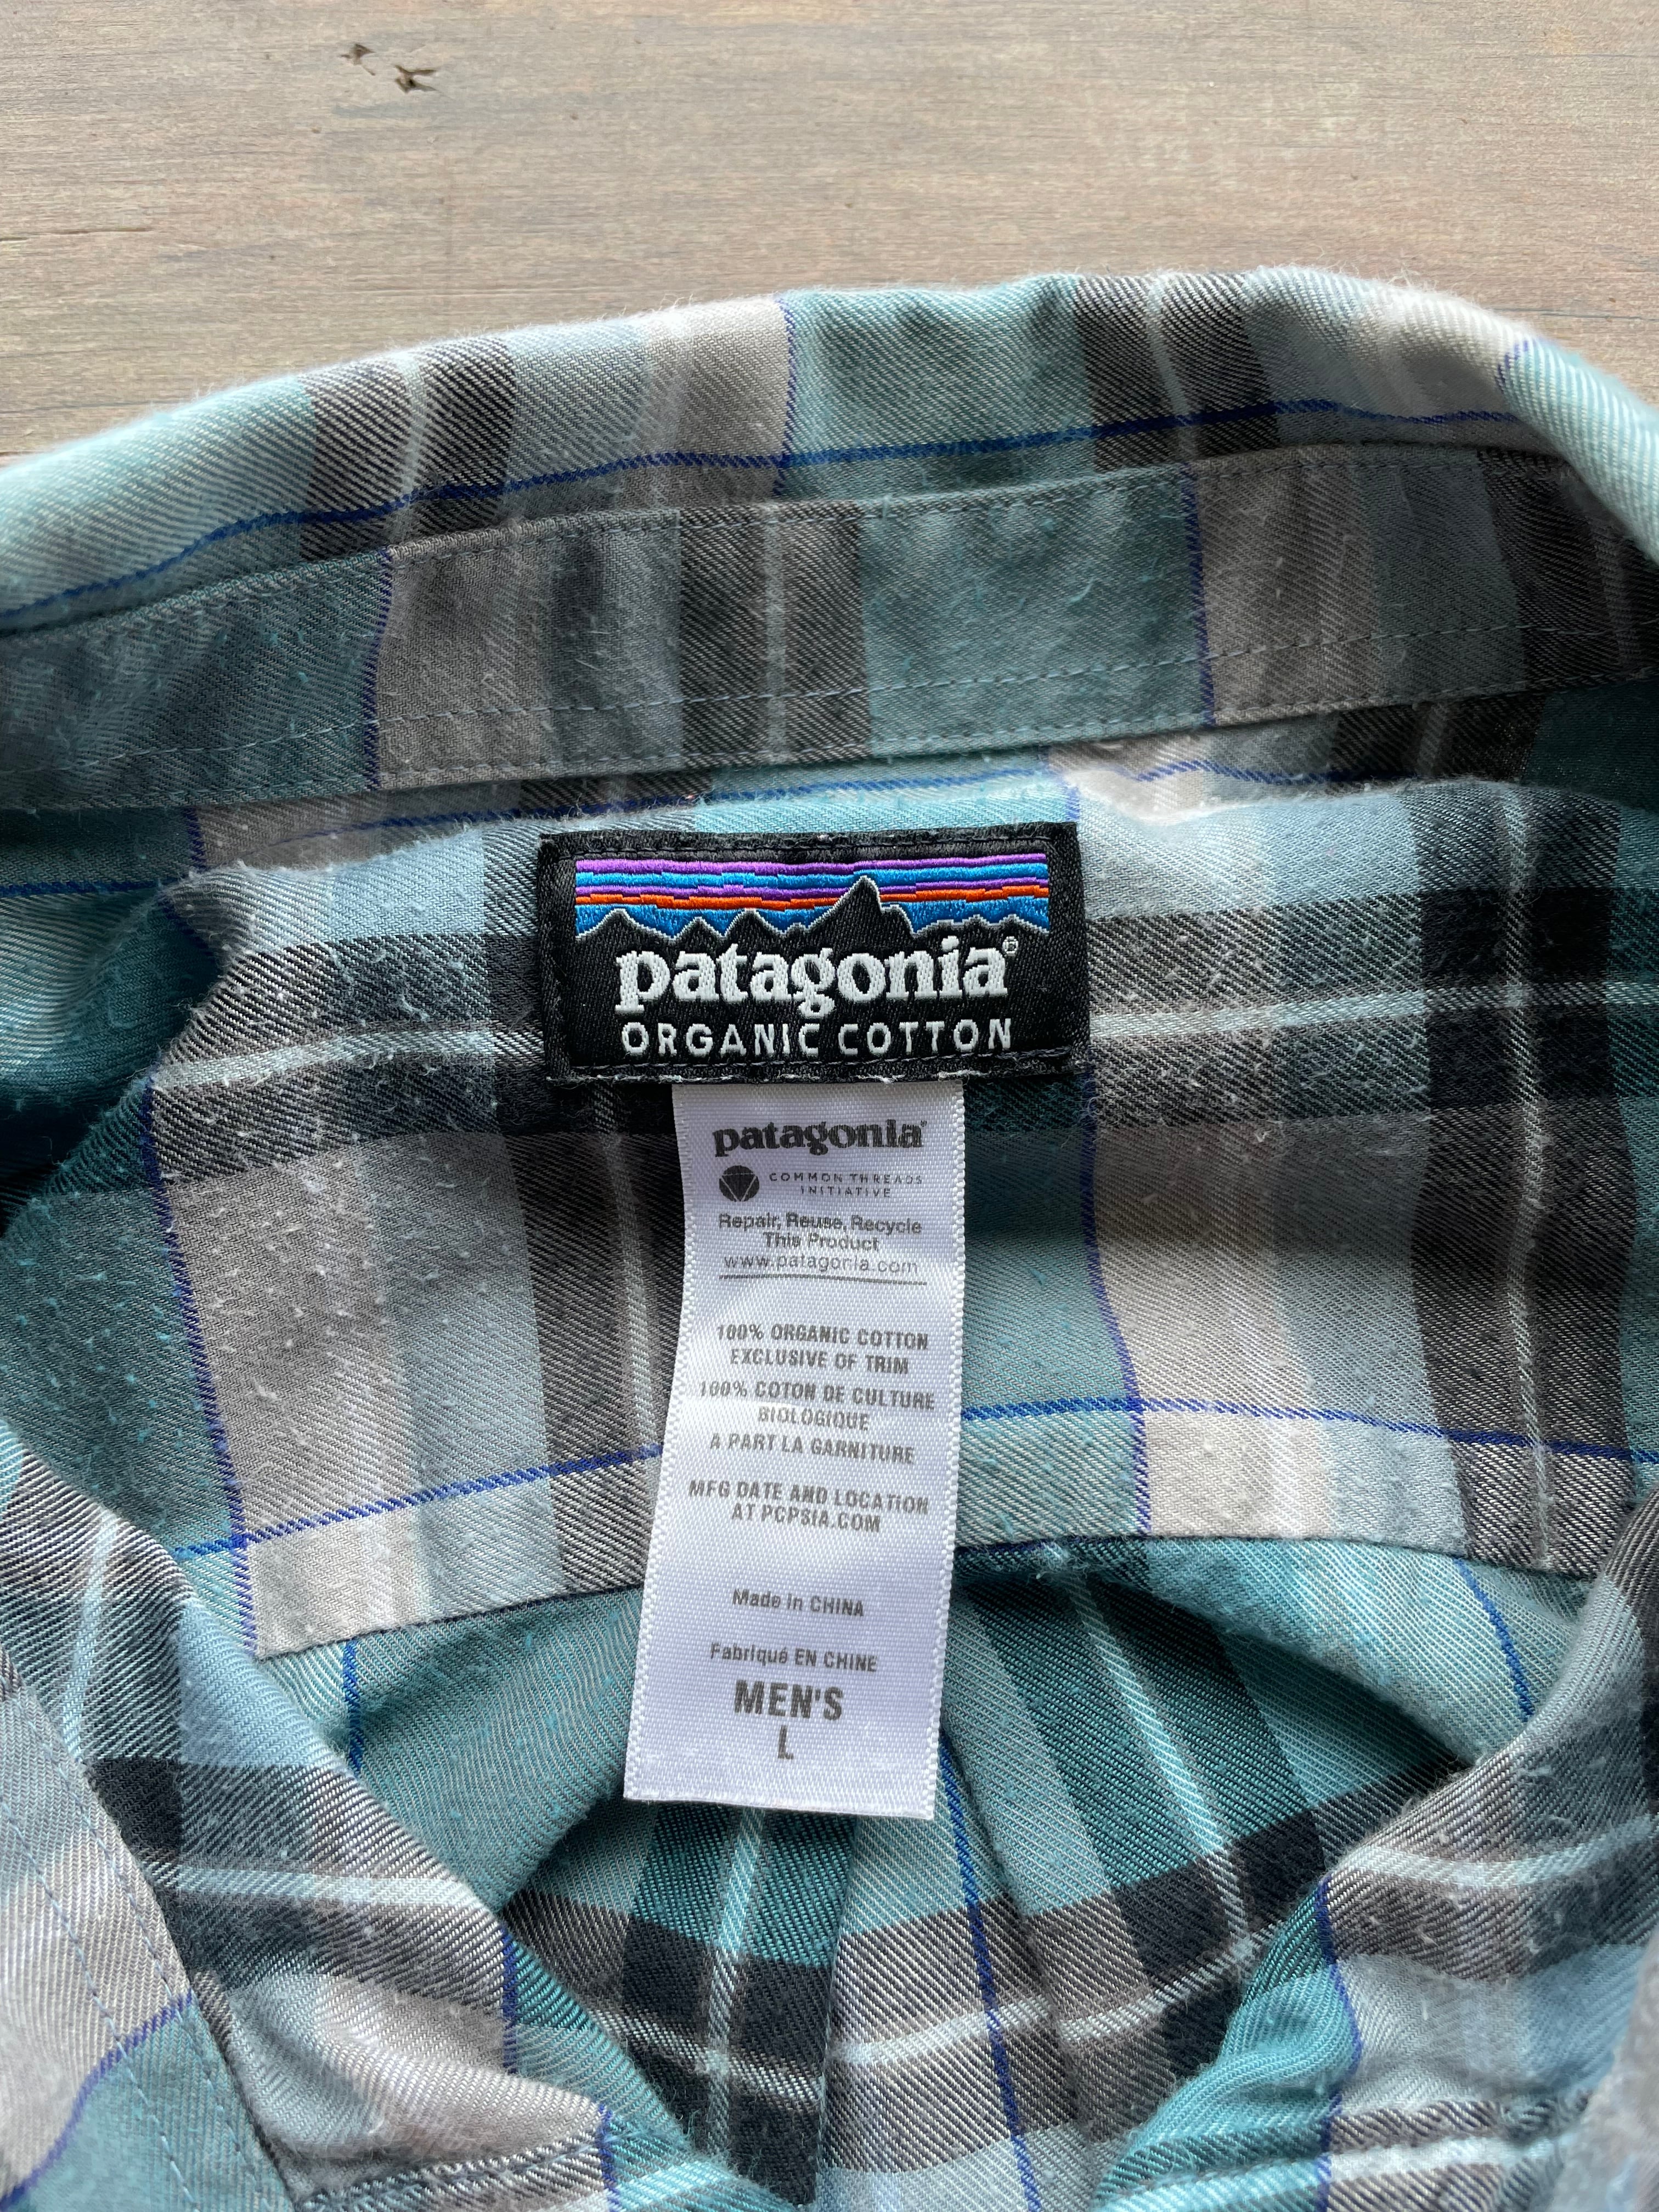 patagonia®
ORGANIC COTTON
patagonia®
COMMON THREADS
INITIATIVE
Repair, Reuse, Recycle
This Product
www.patagonia.com
100% ORGANIC COTTON
EXCLUSIVE OF TRIM
100% COTON DE CULTURE
BIOLOGIQUE
A PART LA GARNITURE
MFG DATE AND LOCATION
AT PCPSIA.COM
Made in CHINA
Fabriqué EN CHINE
MEN'S
L